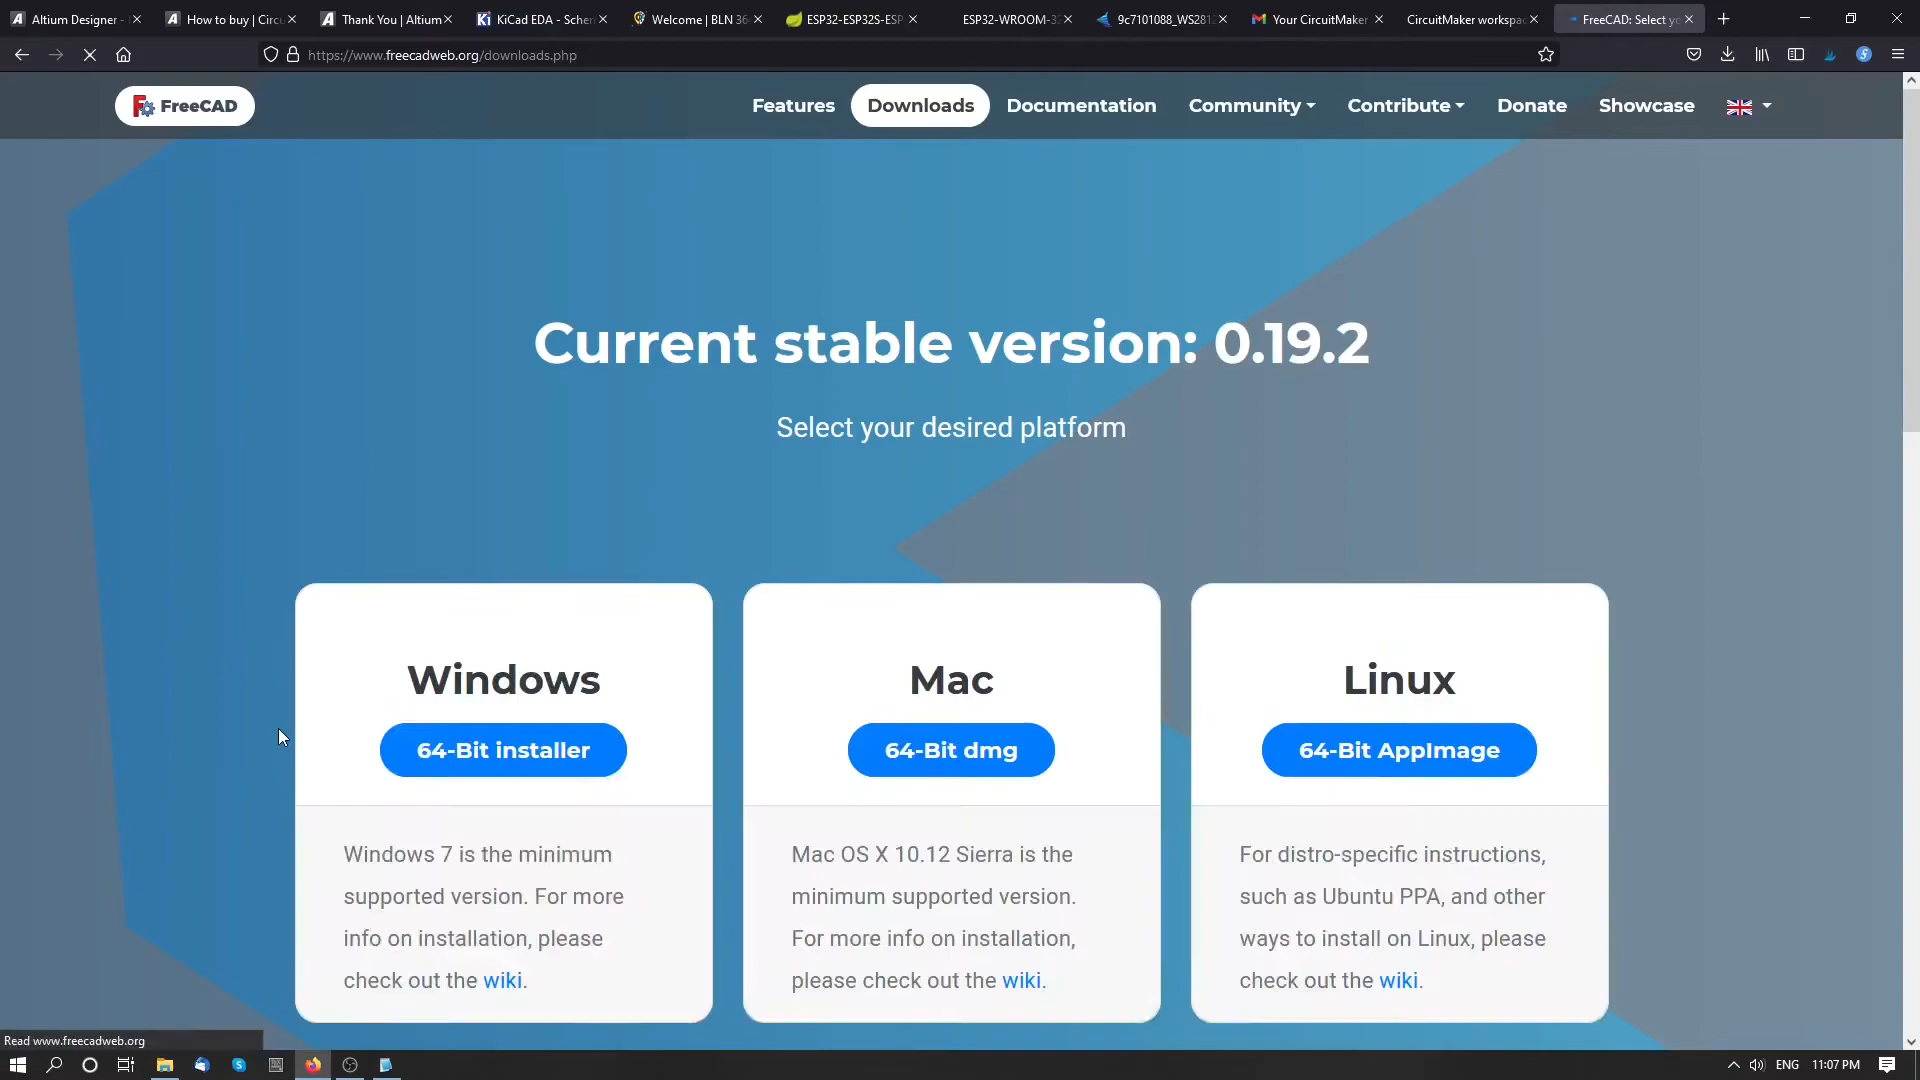 Altium Designer -
How to buy | Circu
Thank You | Altium
KiCad EDA - Schem
Welcome | BLN 36
ESP32-ESP32S-ESP
ESP32-WROOM-32
9c7101088_WS2812
Your CircuitMaker
CircuitMaker workspac
FreeCAD: Select yo
https://www.freecadweb.org/downloads.php
FreeCAD
Features
Downloads
Documentation
Community
Contribute
Donate
Showcase
Current stable version: 0.19.2
Select your desired platform
Windows
64-Bit installer
Windows 7 is the minimum
supported version. For more
info on installation, please
check out the wiki.
Mac
64-Bit dmg
Mac OS X 10.12 Sierra is the
minimum supported version.
For more info on installation,
please check out the wiki.
Linux
64-Bit AppImage
For distro-specific instructions,
such as Ubuntu PPA, and other
ways to install on Linux, please
check out the wiki.
Read www.freecadweb.org
ENG
11:07 PM